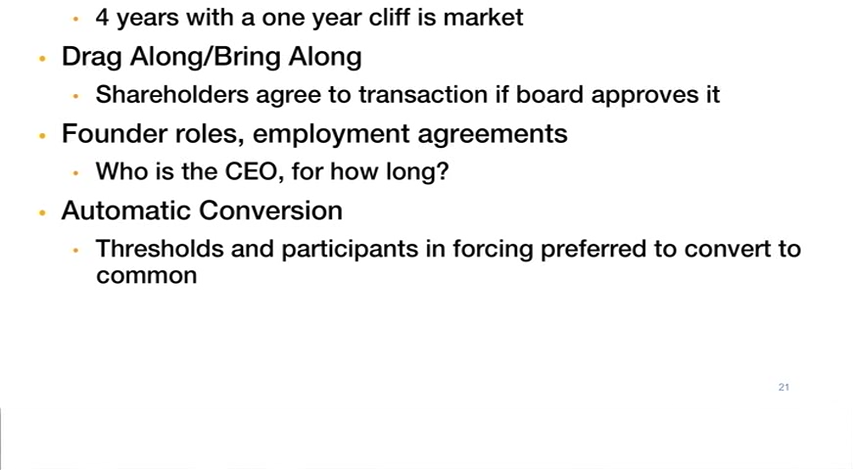 • 4 years with a one year cliff is market
• Drag Along/Bring Along
• Shareholders agree to transaction if board approves it
• Founder roles, employment agreements
• Who is the CEO, for how long?
• Automatic Conversion
• Thresholds and participants in forcing preferred to convert to
common
21